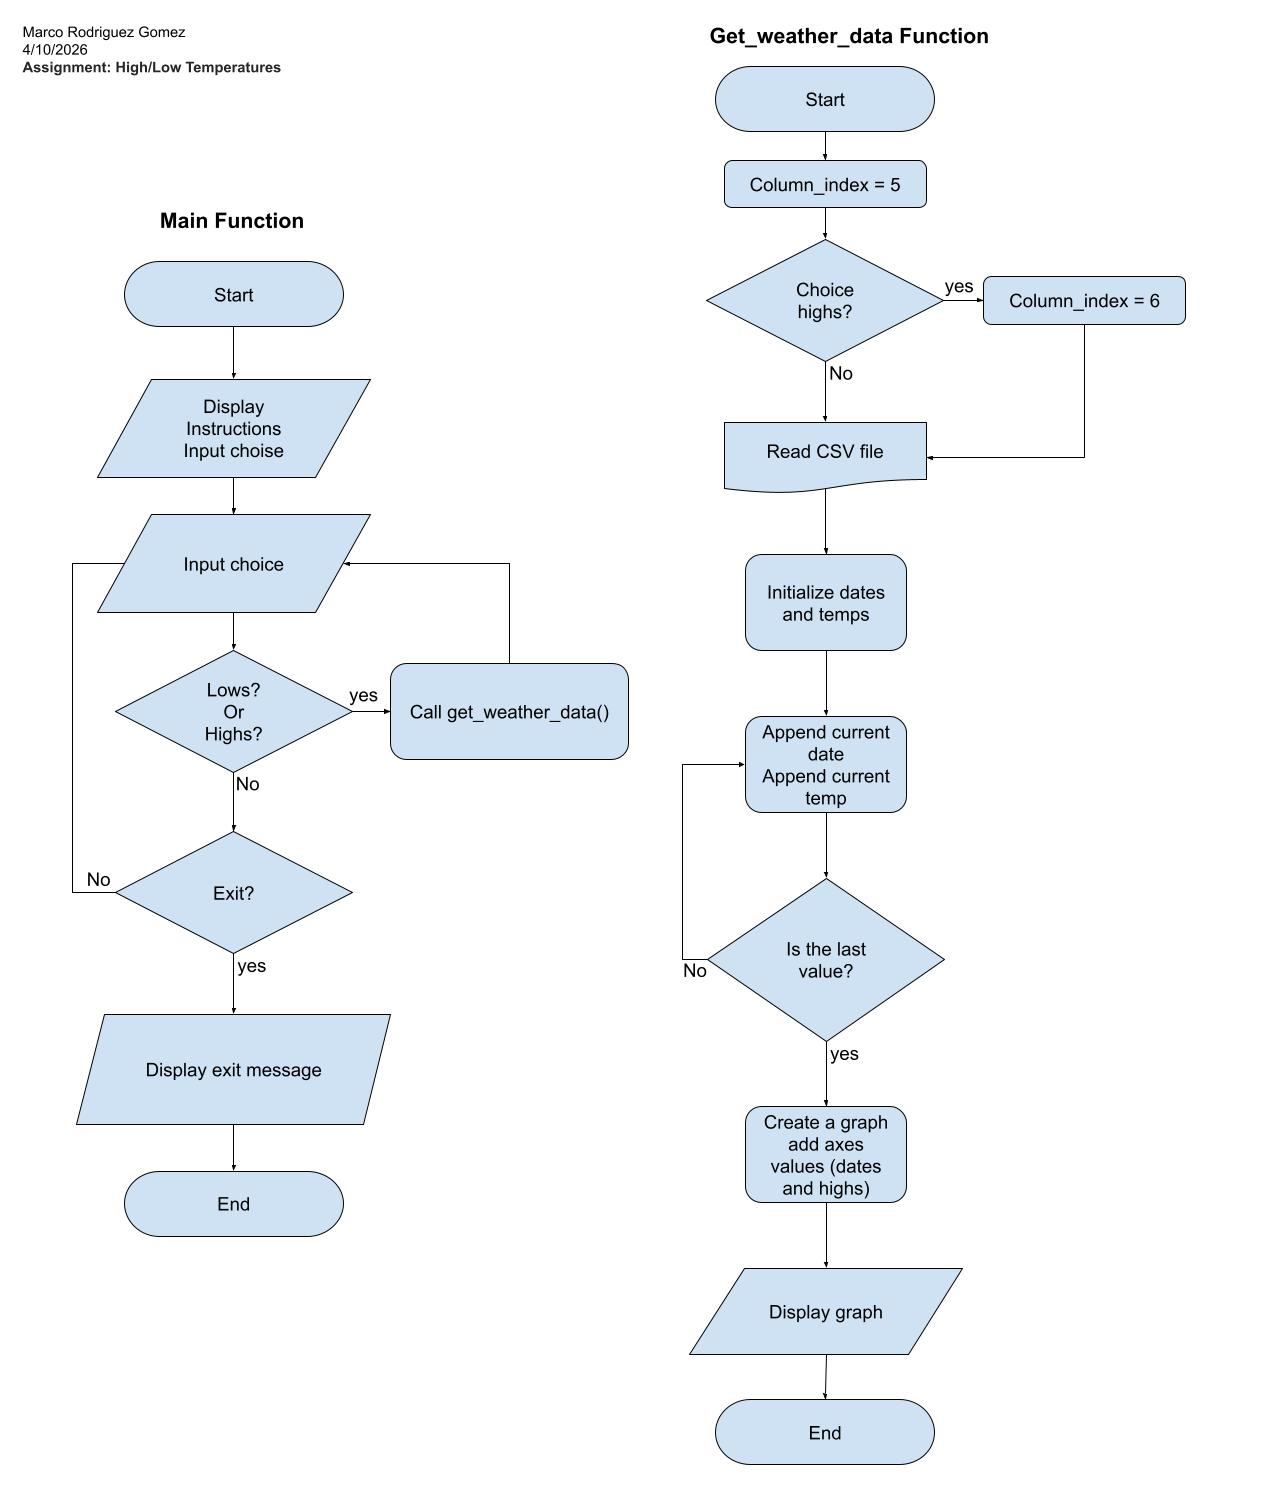 Marco Rodriguez Gomez
4/10/2026
Assignment: High/Low Temperatures
Main Function
Start
Display
Instructions
Input choise
Input choice
Lows?
Or
Highs?
yes
Call get_weather_data()
No
Exit?
No
yes
Display exit message
End
Get_weather_data Function
Start
Column_index = 5
Choice
highs?
yes
Column_index = 6
No
Read CSV file
Initialize dates
and temps
Append current
date
Append current
temp
Is the last
value?
No
yes
Create a graph
add axes
values (dates
and highs)
Display graph
End